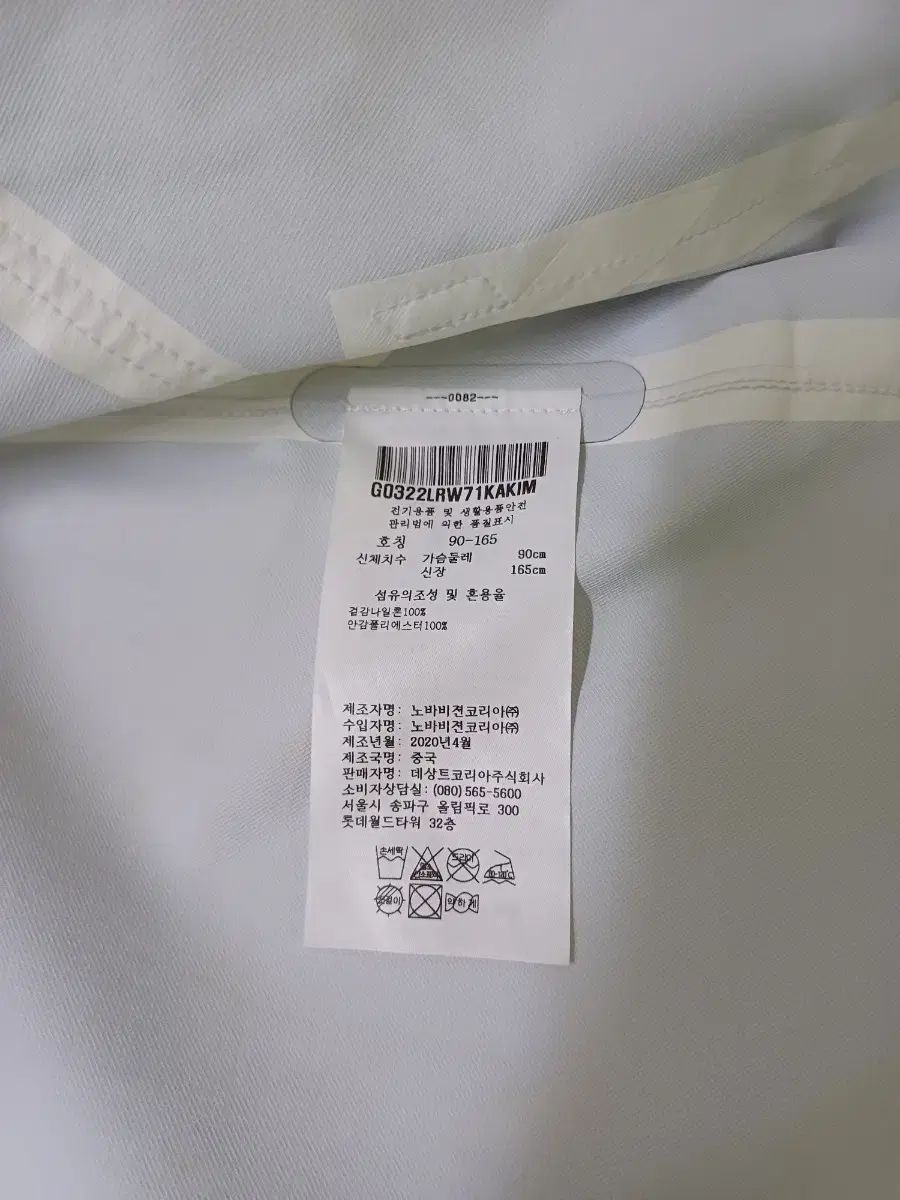 ---0082---
G0322LRW71KAKIM
전기용품 및 생활용품안전
관리법에 의한 품질표시
호칭 90-165
신체치수 가슴둘레 90cm
신장 165cm
섬유의조성 및 혼용율
겉감나일론100%
안감폴리에스터100%
제조자명: 노바비젼코리아㈜
수입자명: 노바비젼코리아㈜
제조년월: 2020년4월
제조국명: 중국
판매자명: 데상트코리아주식회사
소비자상담실: (080)565-5600
서울시 송파구 올림픽로 300
롯데월드타워 32층
손세탁 드라이
약하게